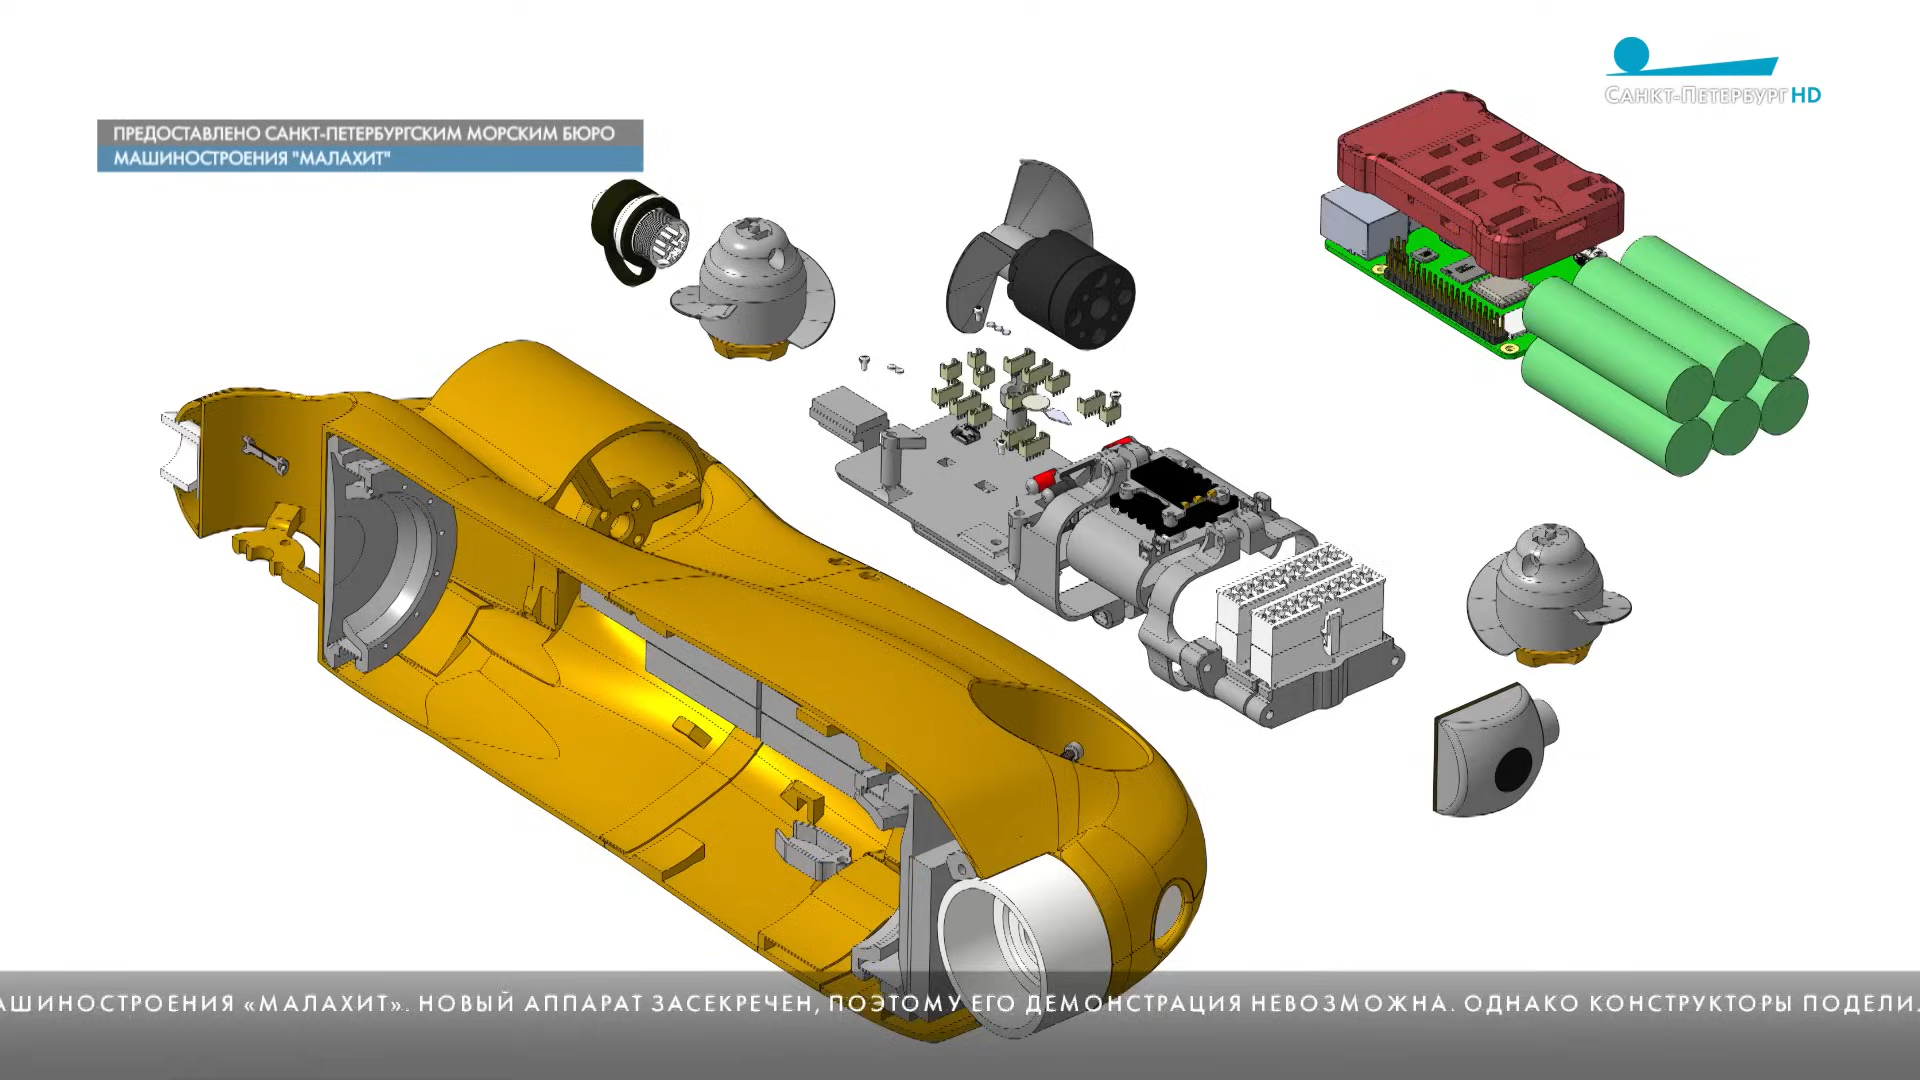 САНКТ-ПЕТЕРБУРГ HD
ПРЕДОСТАВЛЕНО САНКТ-ПЕТЕРБУРГСКИМ МОРСКИМ БЮРО
МАШИНОСТРОЕНИЯ "МАЛАХИТ"
АШИНОСТРОЕНИЯ «МАЛАХИТ». НОВЫЙ АППАРАТ ЗАСЕКРЕЧЕН, ПОЭТОМУ ЕГО ДЕМОНСТРАЦИЯ НЕВОЗМОЖНА. ОДНАКО КОНСТРУКТОРЫ ПОДЕЛИ